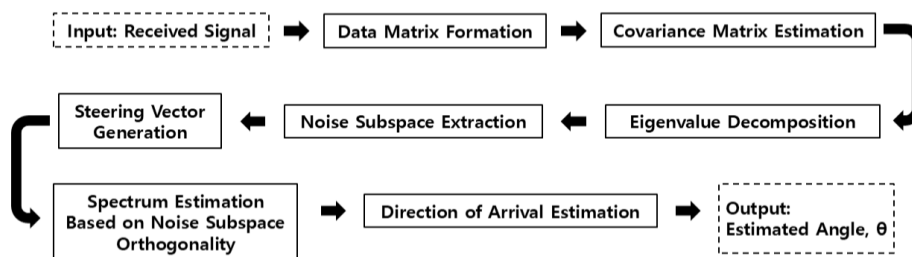 Input: Received Signal
Data Matrix Formation
Covariance Matrix Estimation
Eigenvalue Decomposition
Noise Subspace Extraction
Steering Vector
Generation
Spectrum Estimation
Based on Noise Subspace
Orthogonality
Direction of Arrival Estimation
Output:
Estimated Angle, θ